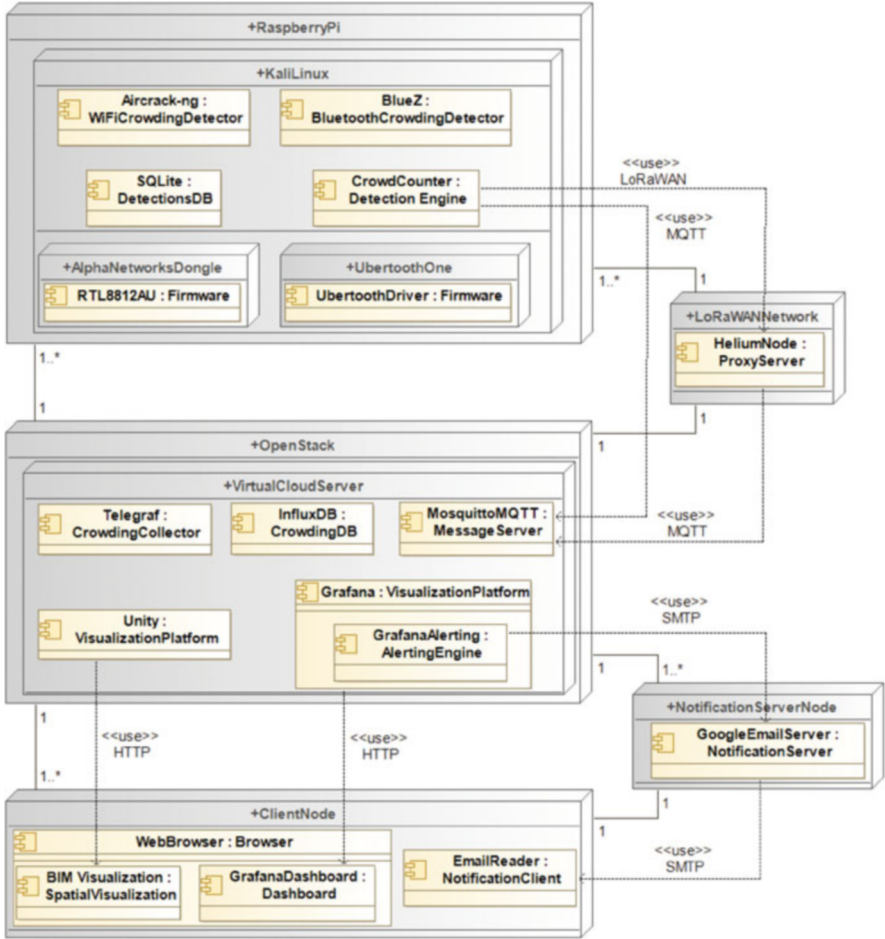 +RaspberryPi
+KaliLinux
Aircrack-ng :
WiFiCrowdingDetector
BlueZ :
BluetoothCrowdingDetector
SQLite :
DetectionsDB
CrowdCounter :
Detection Engine
<<use>>
LoRaWAN
<<use>>
MQTT
+AlphaNetworksDongle
RTL8812AU : Firmware
+UbertoothOne
UbertoothDriver : Firmware
1..*
1
+LoRaWANNetwork
HeliumNode :
ProxyServer
1..*
1
1
1
+OpenStack
+VirtualCloudServer
Telegraf :
CrowdingCollector
InfluxDB :
CrowdingDB
MosquittoMQTT :
MessageServer
<<use>>
MQTT
Unity :
VisualizationPlatform
Grafana : VisualizationPlatform
GrafanaAlerting :
AlertingEngine
<<use>>
SMTP
1
1..*
+NotificationServerNode
GoogleEmailServer :
NotificationServer
1
<<use>>
HTTP
<<use>>
HTTP
1..*
1
1
+ClientNode
WebBrowser : Browser
BIM Visualization :
SpatialVisualization
GrafanaDashboard :
Dashboard
EmailReader :
NotificationClient
<<use>>
SMTP